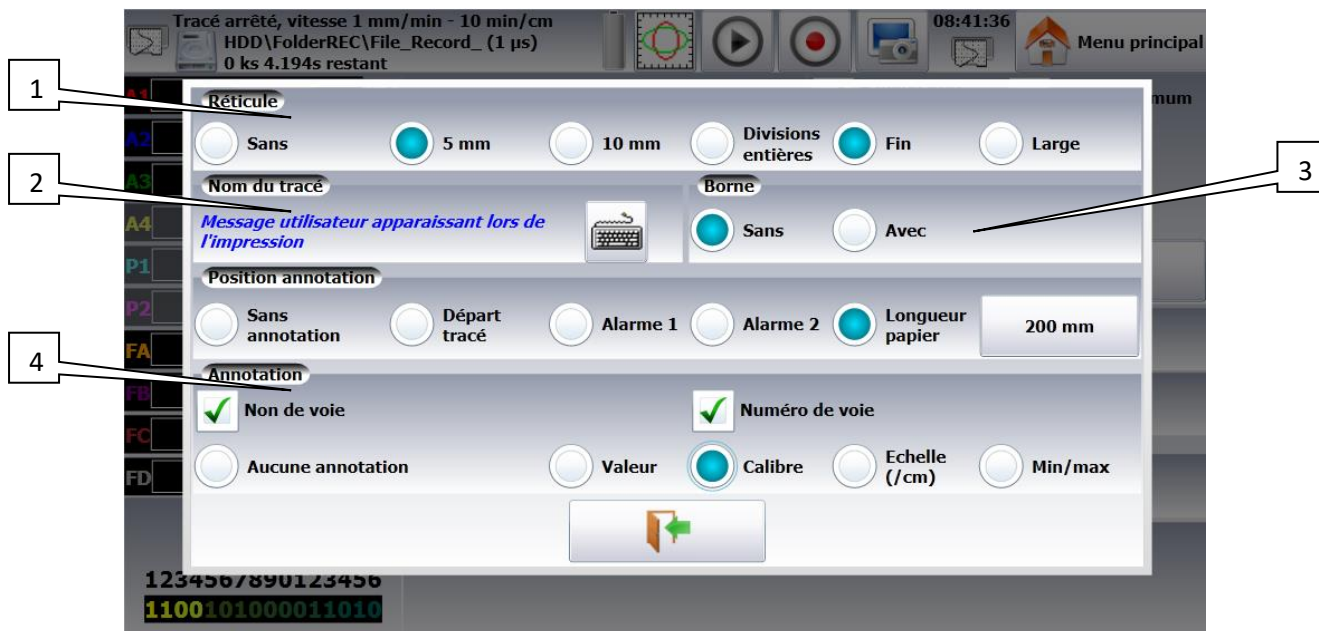 Tracé arrêté, vitesse 1 mm/min - 10 min/cm
HDD\FolderREC\File_Record_ (1 µs)
0 ks 4.194s restant
08:41:36
Menu principal
1
2
3
4
A1
mum
A2
A3
A4
P1
P2
FA
FB
FC
FD
Réticule
Sans
5 mm
10 mm
Divisions
entières
Fin
Large
Nom du tracé
Message utilisateur apparaissant lors de
l'impression
Borne
Sans
Avec
Position annotation
Sans
annotation
Départ
tracé
Alarme 1
Alarme 2
Longueur
papier
200 mm
Annotation
Non de voie
Numéro de voie
Aucune annotation
Valeur
Calibre
Echelle
(/cm)
Min/max
1234567890123456
1100101000011010